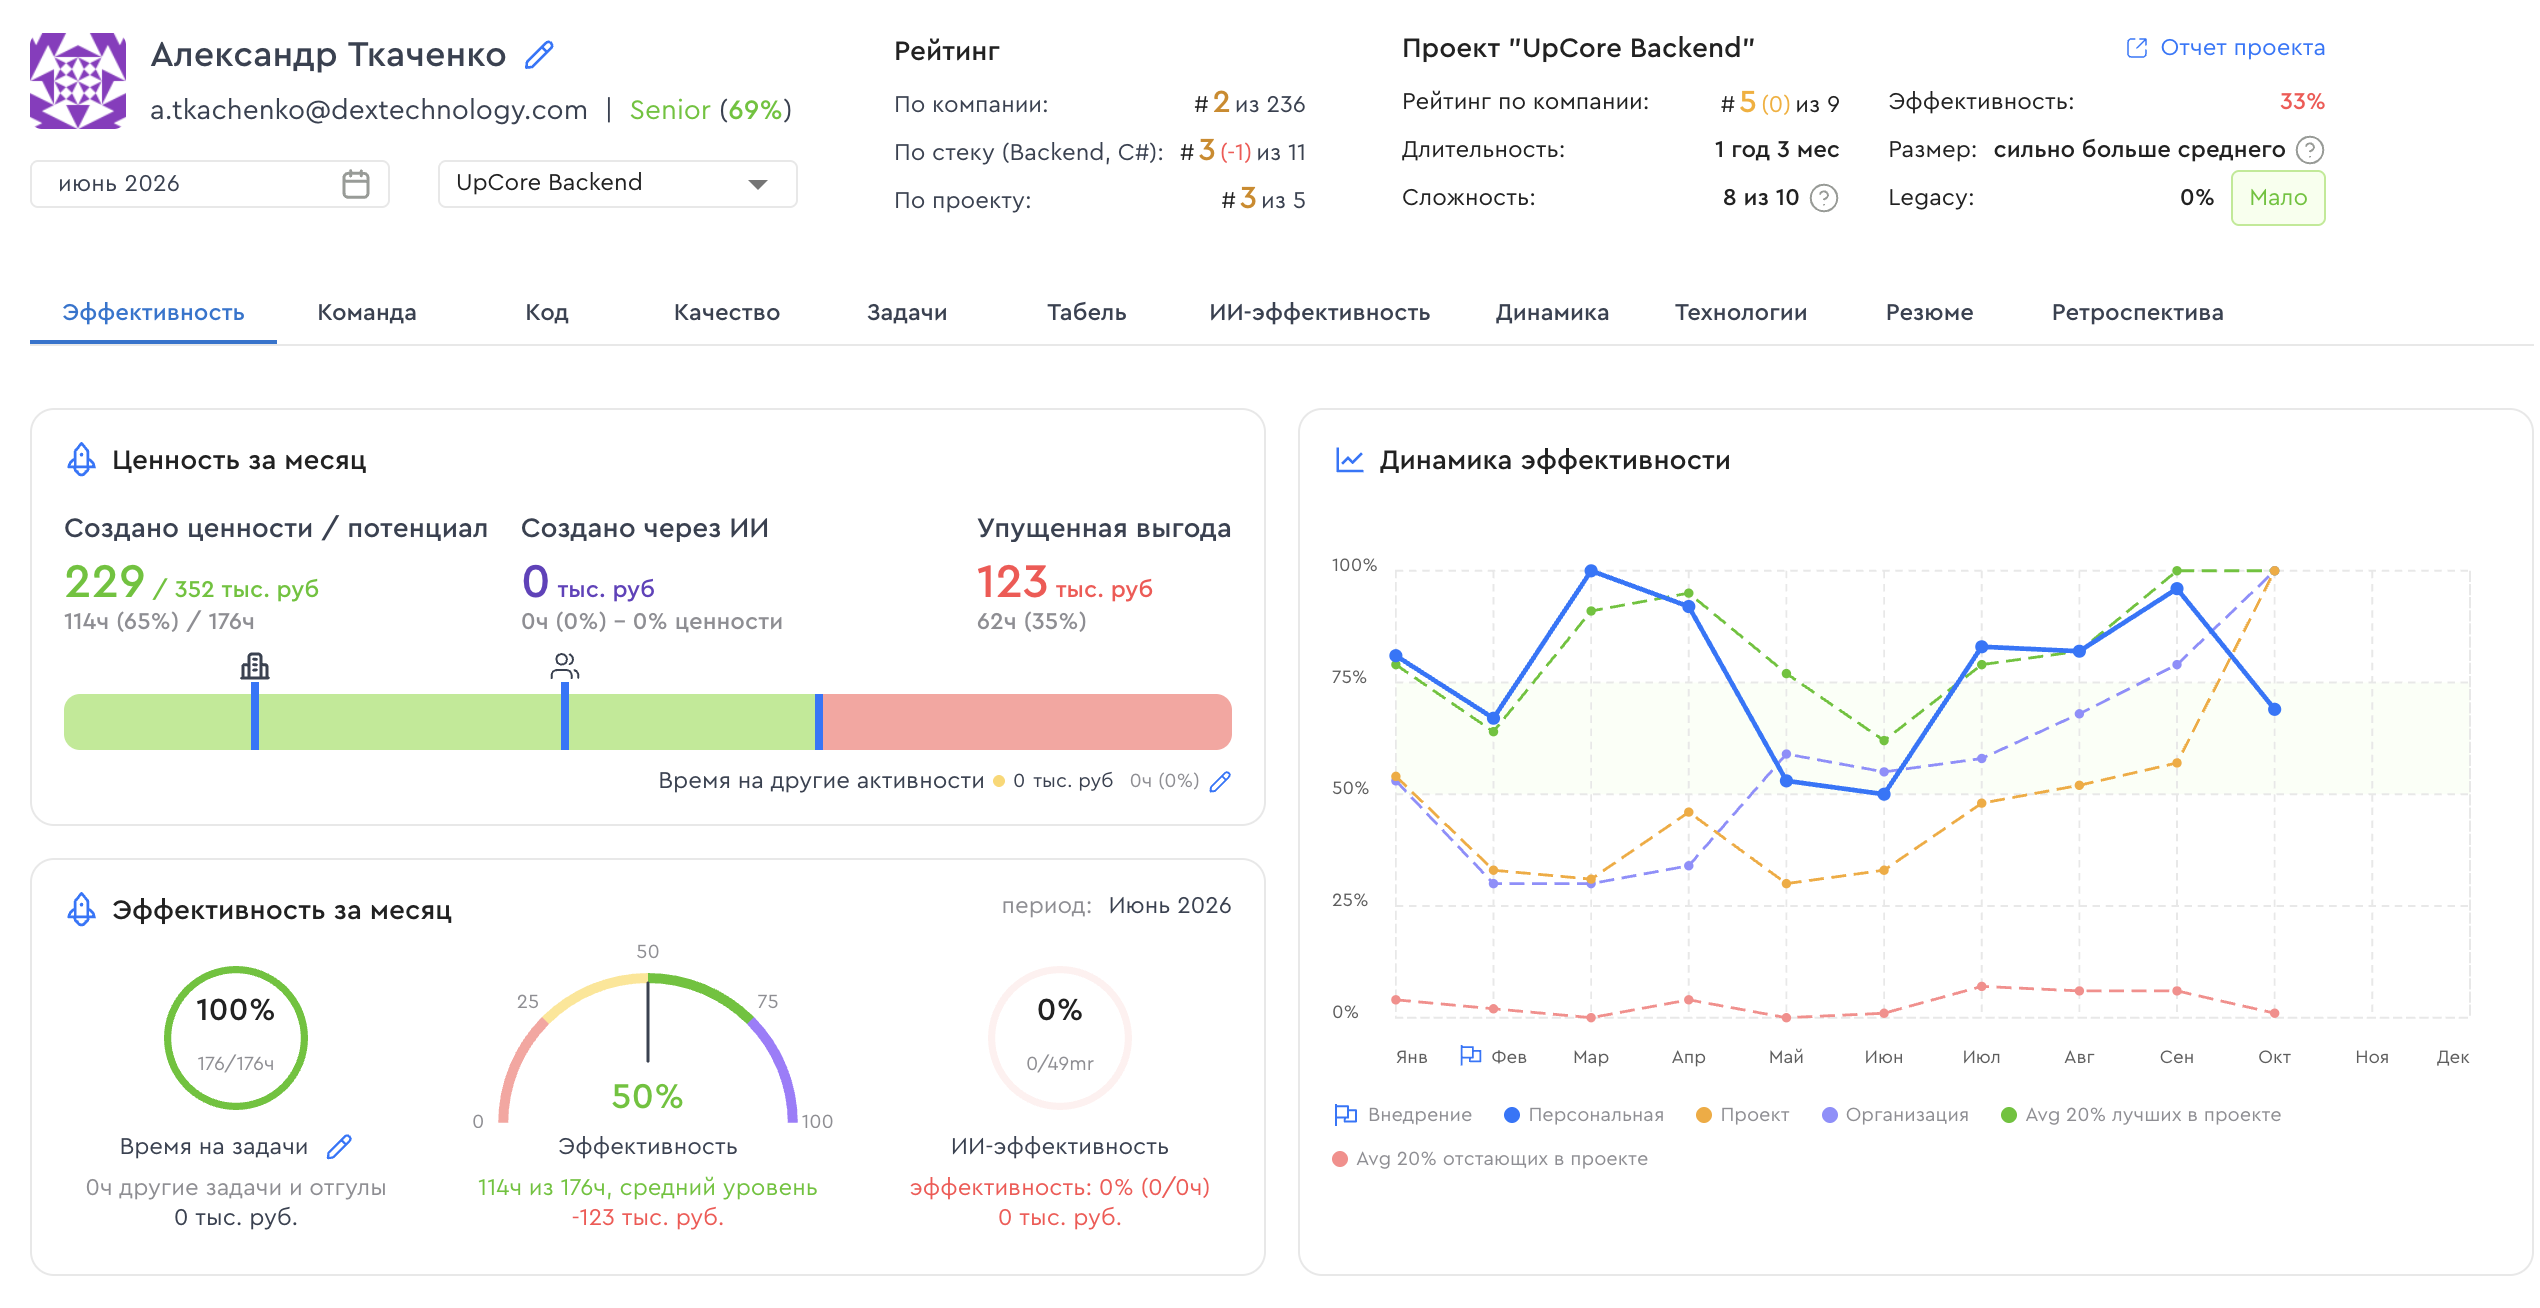 Александр Ткаченко
a.tkachenko@dextechnology.com | Senior (69%)
июнь 2026
UpCore Backend
Рейтинг
По компании: #2 из 236
По стеку (Backend, C#): #3 (-1) из 11
По проекту: #3 из 5
Проект "UpCore Backend"
Отчет проекта
Рейтинг по компании: #5 (0) из 9
Эффективность: 33%
Длительность: 1 год 3 мес
Размер: сильно больше среднего ?
Сложность: 8 из 10 ?
Legacy: 0% Мало
Эффективность Команда Код Качество Задачи Табель ИИ-эффективность Динамика Технологии Резюме Ретроспектива
Ценность за месяц
Создано ценности / потенциал
229 / 352 тыс. руб
114ч (65%) / 176ч
Создано через ИИ
0 тыс. руб
0ч (0%) – 0% ценности
Упущенная выгода
123 тыс. руб
62ч (35%)
Время на другие активности 0 тыс. руб 0ч (0%)
Эффективность за месяц
период: Июнь 2026
100%
176/176ч
Время на задачи
0ч другие задачи и отгулы
0 тыс. руб.
0
25
50
75
100
50%
Эффективность
114ч из 176ч, средний уровень
-123 тыс. руб.
0%
0/49mr
ИИ-эффективность
эффективность: 0% (0/0ч)
0 тыс. руб.
Динамика эффективности
100%
75%
50%
25%
0%
Янв Фев Мар Апр Май Июн Июл Авг Сен Окт Ноя Дек
Внедрение Персональная Проект Организация Avg 20% лучших в проекте
Avg 20% отстающих в проекте